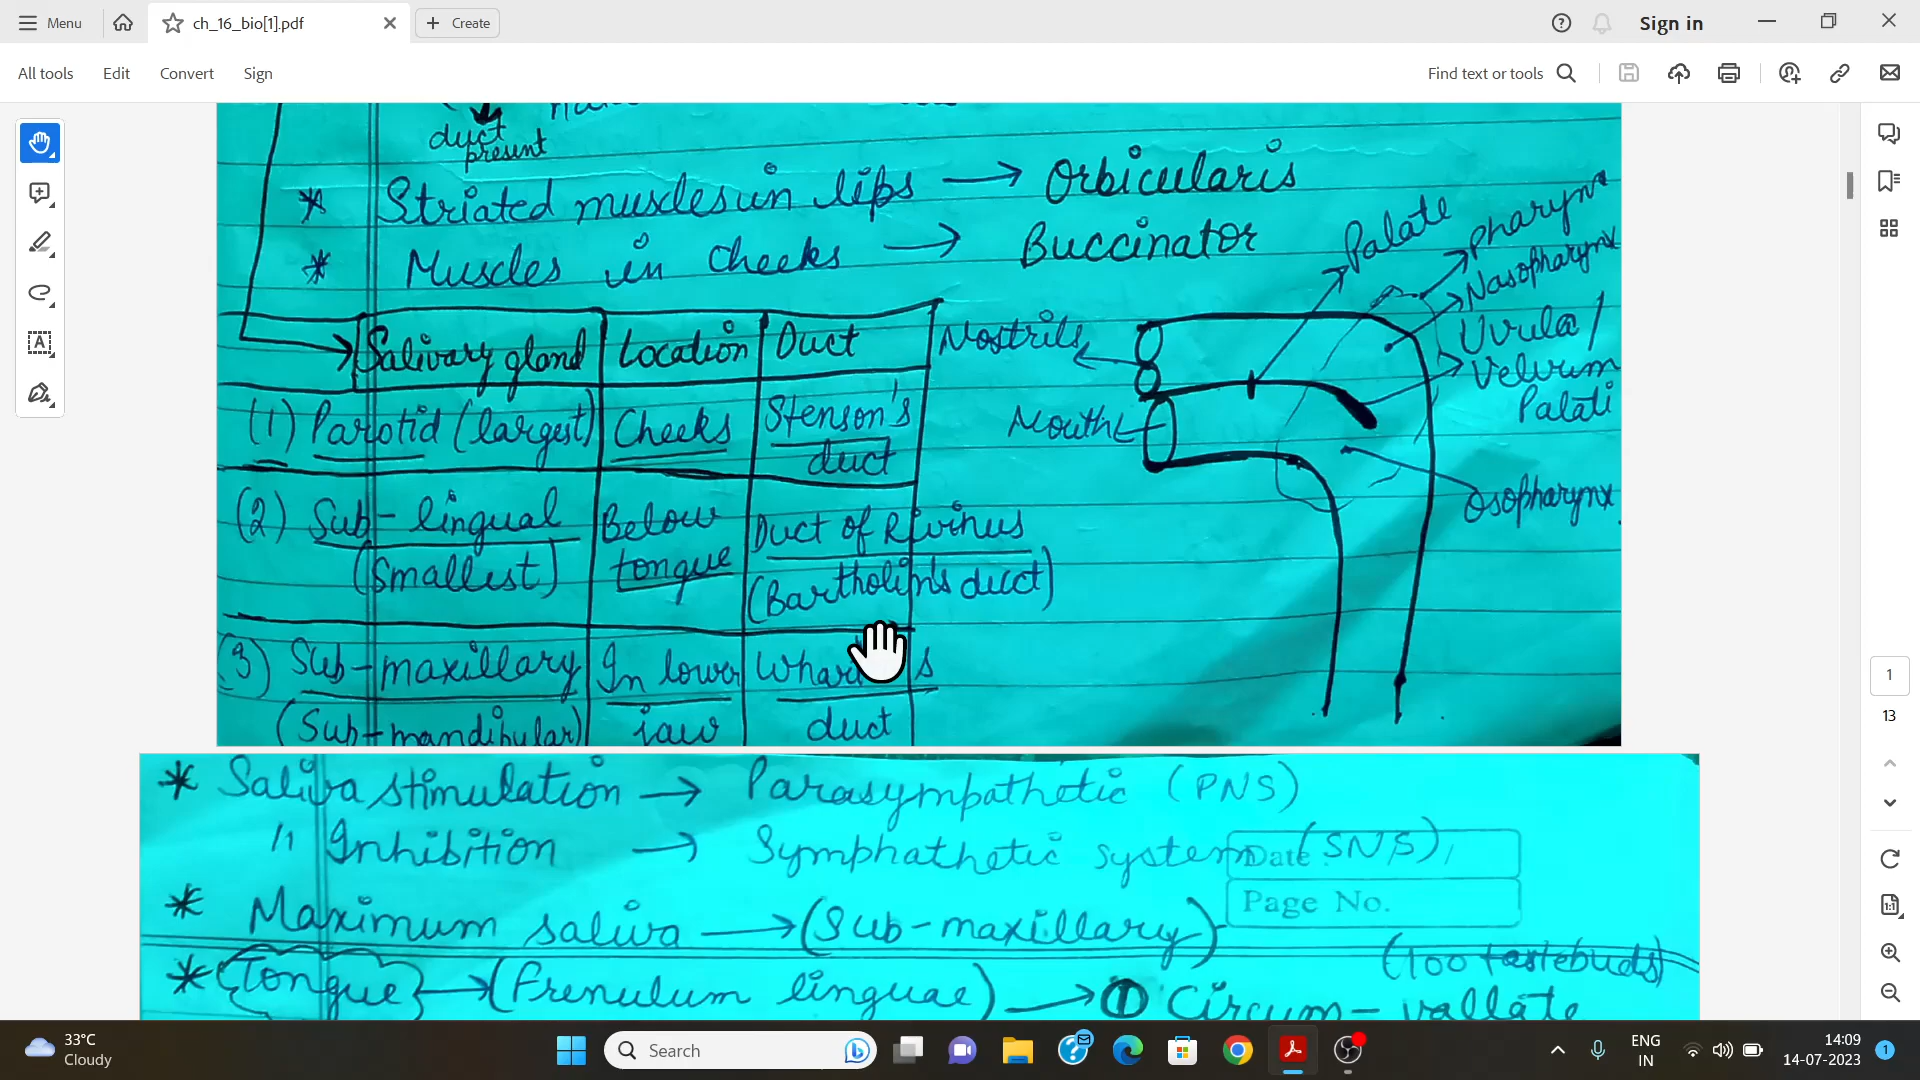 Menu
ch_16_bio[1].pdf
Create
Sign in
All tools
Edit
Convert
Sign
Find text or tools
duct present
* Striated muscles in lips → Orbicularis
* Muscles in cheeks → Buccinator
Salivary gland Location Duct
(1) Parotid (largest) Cheeks Stenson's duct
(2) Sub-lingual (Smallest) Below tongue Duct of Rivinus (Bartholin's duct)
(3) Sub-maxillary (Sub-mandibular) In lower jaw duct
Palate
Pharynx
Nasopharynx
Uvula / Velvum Palati
Nostrils
Mouth
Osopharynx
* Saliva stimulation → Parasympathetic (PNS)
11 Inhibition → Symphathetic system (SNS)
Date :
Page No.
* Maximum saliva → (Sub-maxillary)
(100 tastebuds)
* Tongue → (Frenulum linguae) → ① Circum-vallate
1
13
33°C
Cloudy
Search
ENG
IN
14:09
14-07-2023
1